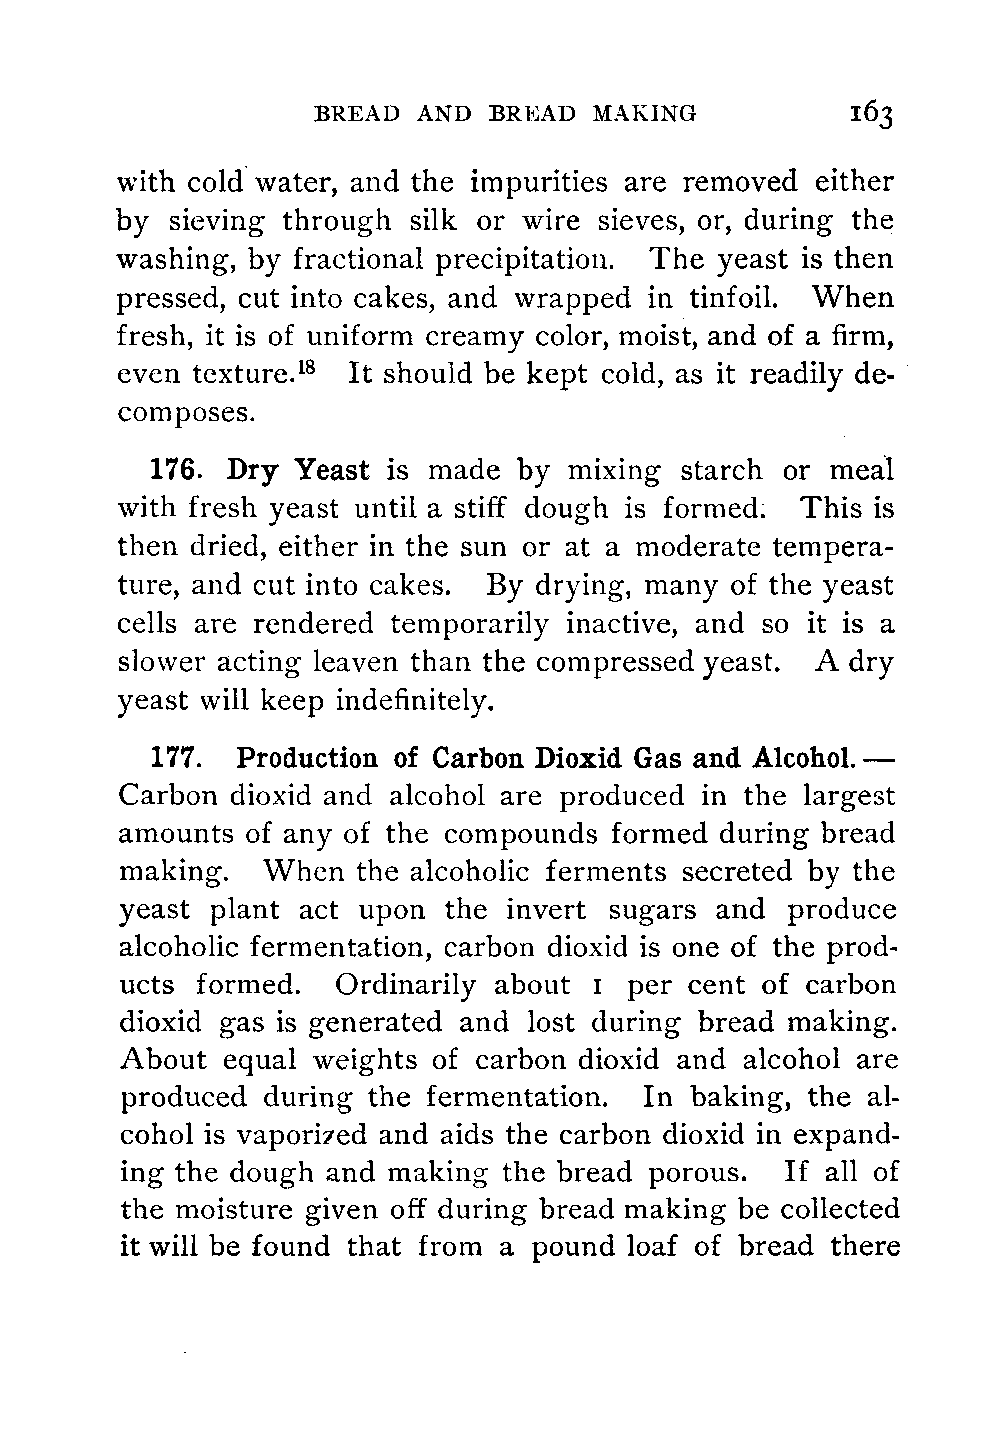 BREAD AND BREAD MAKING 163
with cold water, and the impurities are removed either
by sieving through silk or wire sieves, or, during the
washing, by fractional precipitation. The yeast is then
pressed, cut into cakes, and wrapped in tinfoil. When
fresh, it is of uniform creamy color, moist, and of a firm,
even texture.¹⁸ It should be kept cold, as it readily de-
composes.
176. Dry Yeast is made by mixing starch or meal
with fresh yeast until a stiff dough is formed. This is
then dried, either in the sun or at a moderate tempera-
ture, and cut into cakes. By drying, many of the yeast
cells are rendered temporarily inactive, and so it is a
slower acting leaven than the compressed yeast. A dry
yeast will keep indefinitely.
177. Production of Carbon Dioxid Gas and Alcohol. —
Carbon dioxid and alcohol are produced in the largest
amounts of any of the compounds formed during bread
making. When the alcoholic ferments secreted by the
yeast plant act upon the invert sugars and produce
alcoholic fermentation, carbon dioxid is one of the prod-
ucts formed. Ordinarily about 1 per cent of carbon
dioxid gas is generated and lost during bread making.
About equal weights of carbon dioxid and alcohol are
produced during the fermentation. In baking, the al-
cohol is vaporized and aids the carbon dioxid in expand-
ing the dough and making the bread porous. If all of
the moisture given off during bread making be collected
it will be found that from a pound loaf of bread there